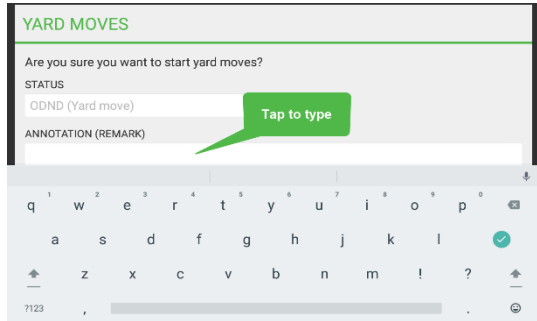 YARD MOVES
Are you sure you want to start yard moves?
STATUS
ODND (Yard move)
Tap to type
ANNOTATION (REMARK)
q 1 w 2 e 3 r 4 t 5 y 6 u 7 i 8 o 9 p 0
a s d f g h j k l
z x c v b n m ! ?
?123 , .